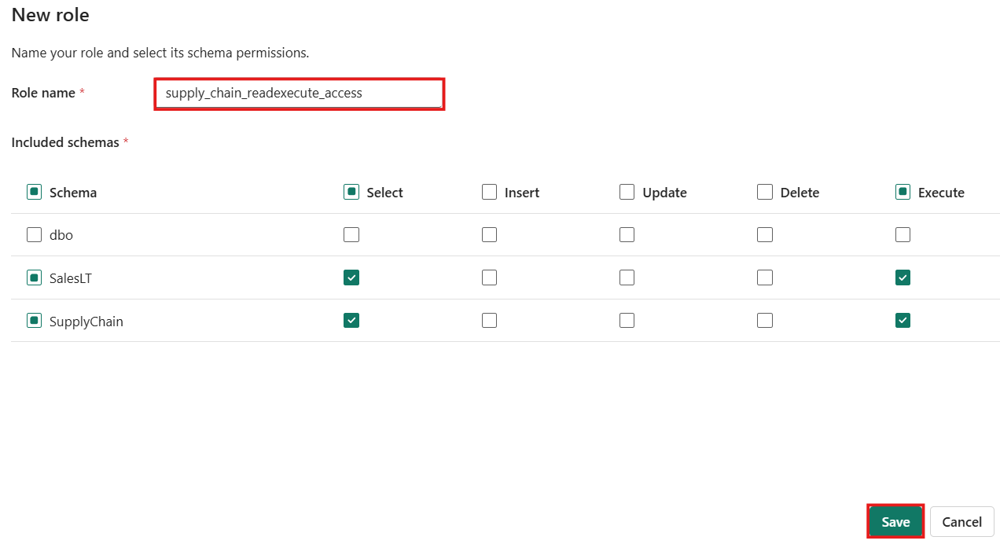 New role
Name your role and select its schema permissions.
Role name * supply_chain_readexecute_access
Included schemas *
Schema Select Insert Update Delete Execute
dbo
SalesLT
SupplyChain
Save Cancel